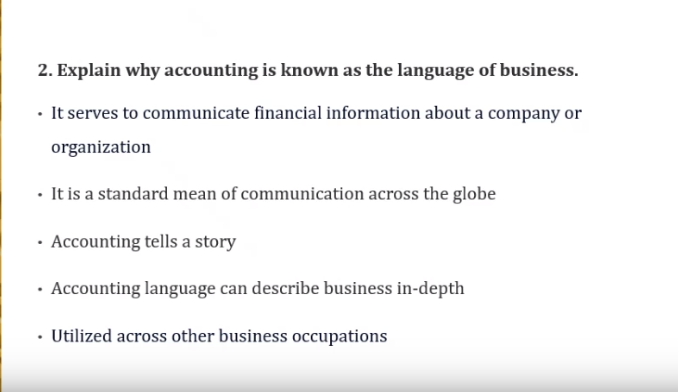 2. Explain why accounting is known as the language of business.
• It serves to communicate financial information about a company or
organization
• It is a standard mean of communication across the globe
• Accounting tells a story
• Accounting language can describe business in-depth
• Utilized across other business occupations